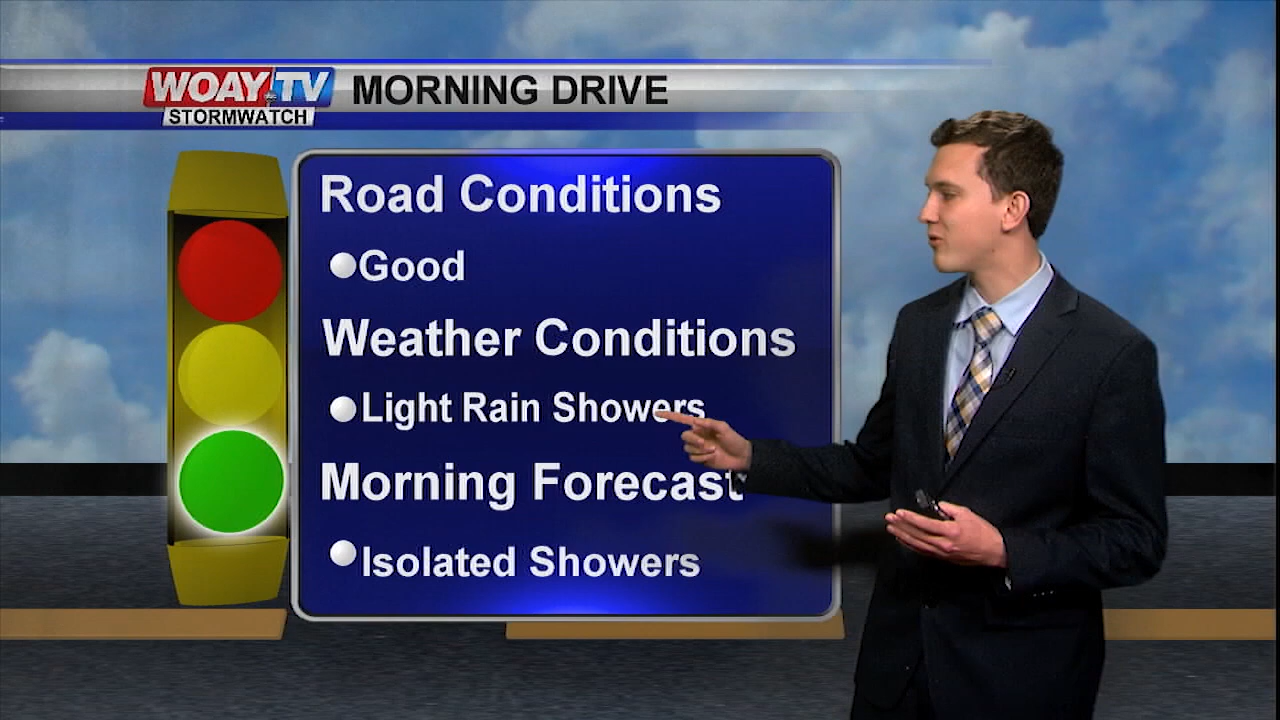 WOAY TV MORNING DRIVE
STORMWATCH
Road Conditions
Good
Weather Conditions
Light Rain Showers
Morning Forecast
Isolated Showers